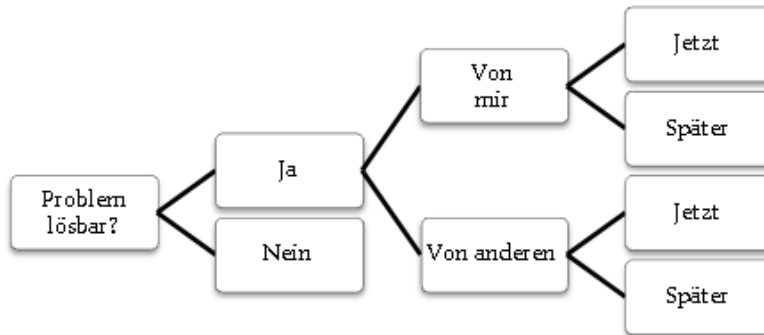 Problem
lösbar?
Ja
Nein
Von
mir
Von anderen
Jetzt
Später
Jetzt
Später